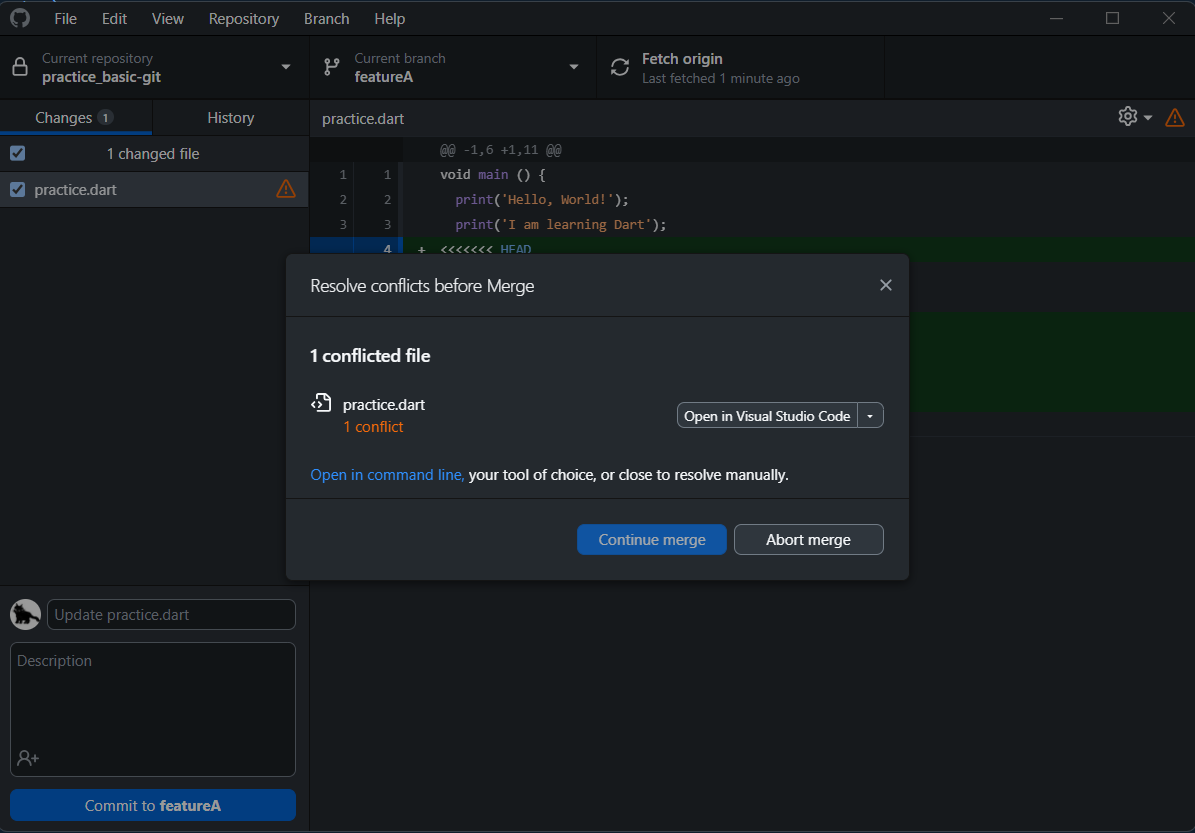 File Edit View Repository Branch Help
Current repository
practice_basic-git
Current branch
featureA
Fetch origin
Last fetched 1 minute ago
Changes 1
History
1 changed file
practice.dart
practice.dart
@@ -1,6 +1,11 @@
1 1 void main () {
2 2 print('Hello, World!');
3 3 print('I am learning Dart');
4 + <<<<<<< HEAD
Resolve conflicts before Merge
1 conflicted file
practice.dart
1 conflict
Open in Visual Studio Code
Open in command line, your tool of choice, or close to resolve manually.
Continue merge
Abort merge
Update practice.dart
Description
Commit to featureA